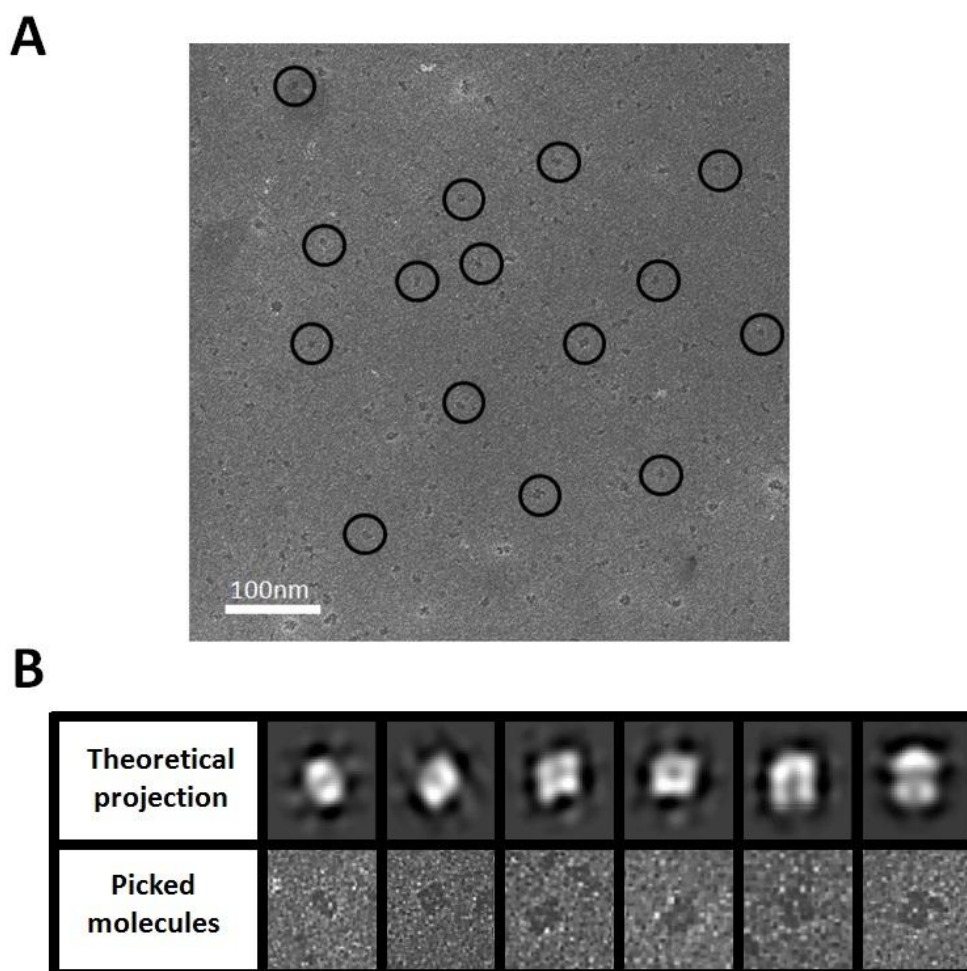 A
100nm
B
Theoretical
projection
Picked
molecules